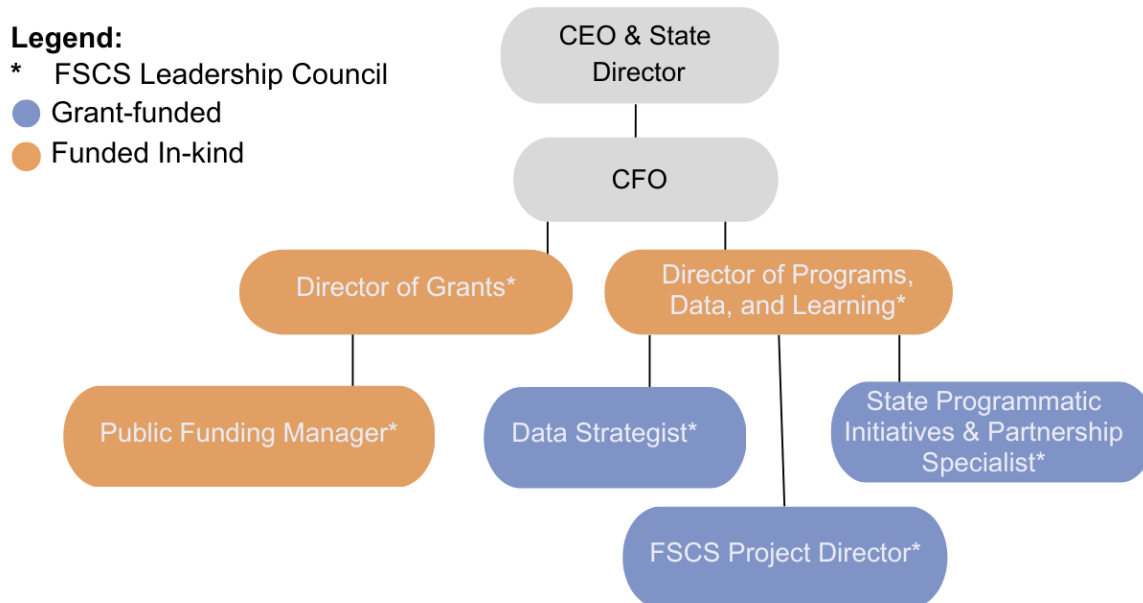 Legend:
* FSCS Leadership Council
Grant-funded
Funded In-kind
CEO & State
Director
CFO
Director of Grants*
Director of Programs,
Data, and Learning*
Public Funding Manager*
Data Strategist*
State Programmatic
Initiatives & Partnership
Specialist*
FSCS Project Director*